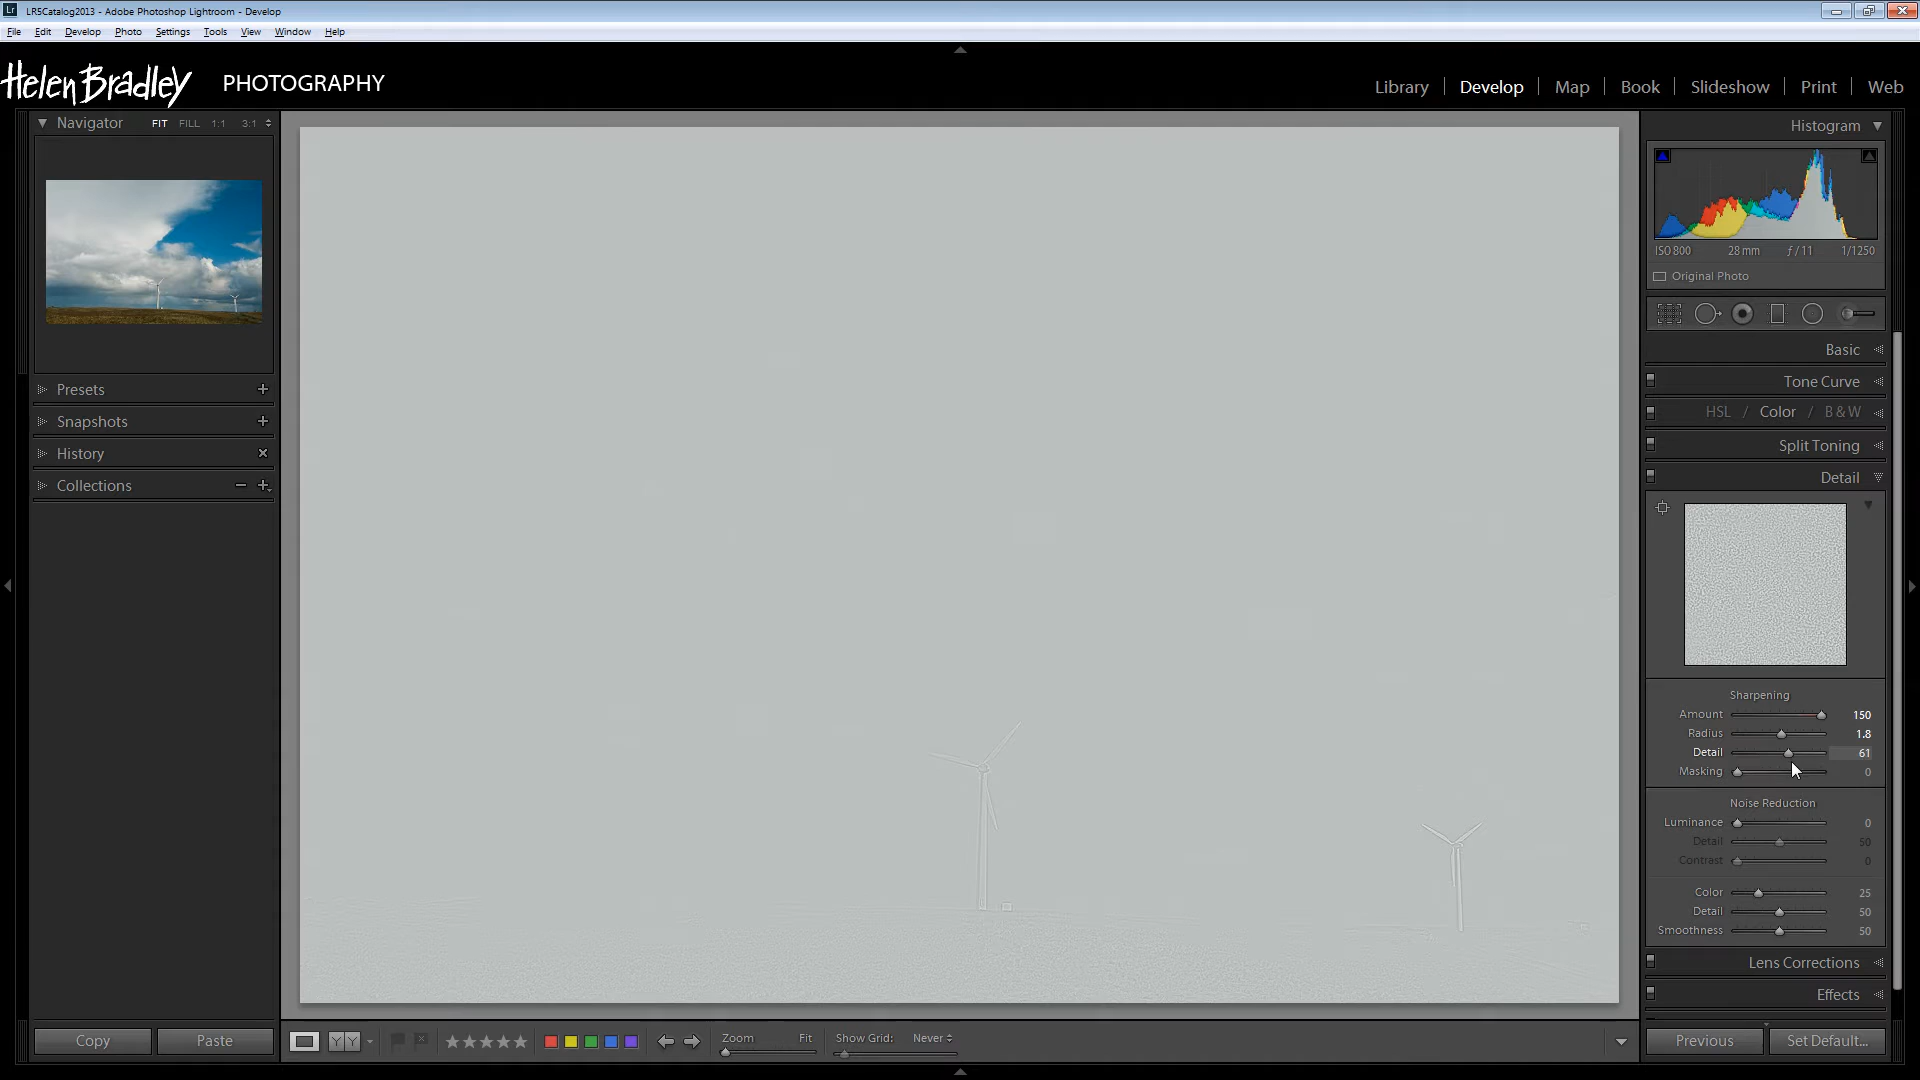 LR5Catalog2013 - Adobe Photoshop Lightroom - Develop
File Edit Develop Photo Settings Tools View Window Help
Helen Bradley PHOTOGRAPHY
Library Develop Map Book Slideshow Print Web
Navigator FIT FILL 1:1 3:1
Histogram
ISO 800 28 mm ƒ / 11 1/1250
Original Photo
Basic
Presets
Tone Curve
HSL / Color / B & W
Snapshots
Split Toning
History
Detail
Collections
Sharpening
Amount 150
Radius 1.8
Detail 61
Masking 0
Noise Reduction
Luminance 0
Detail 50
Contrast 0
Color 25
Detail 50
Smoothness 50
Lens Corrections
Effects
Copy Paste
Y Y
Zoom Fit
Show Grid: Never
Previous Set Default...